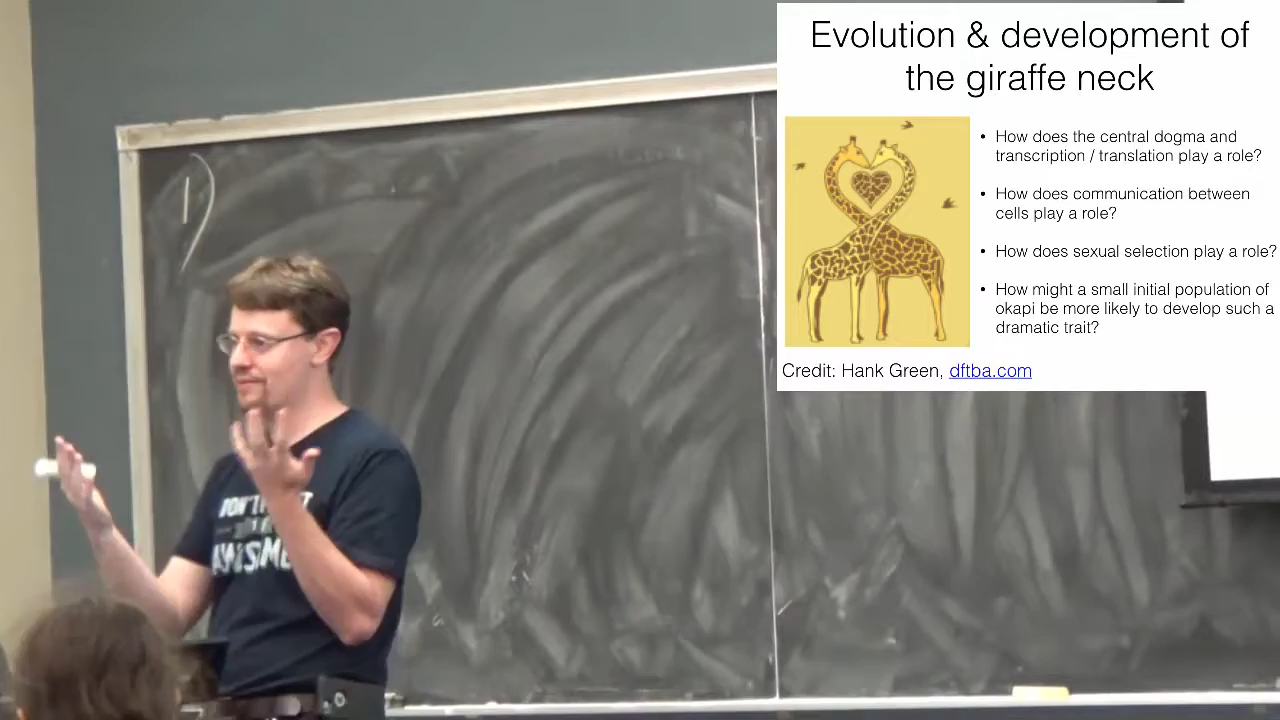 Evolution & development of
the giraffe neck
• How does the central dogma and
transcription / translation play a role?
• How does communication between
cells play a role?
• How does sexual selection play a role?
• How might a small initial population of
okapi be more likely to develop such a
dramatic trait?
Credit: Hank Green, dftba.com
1)